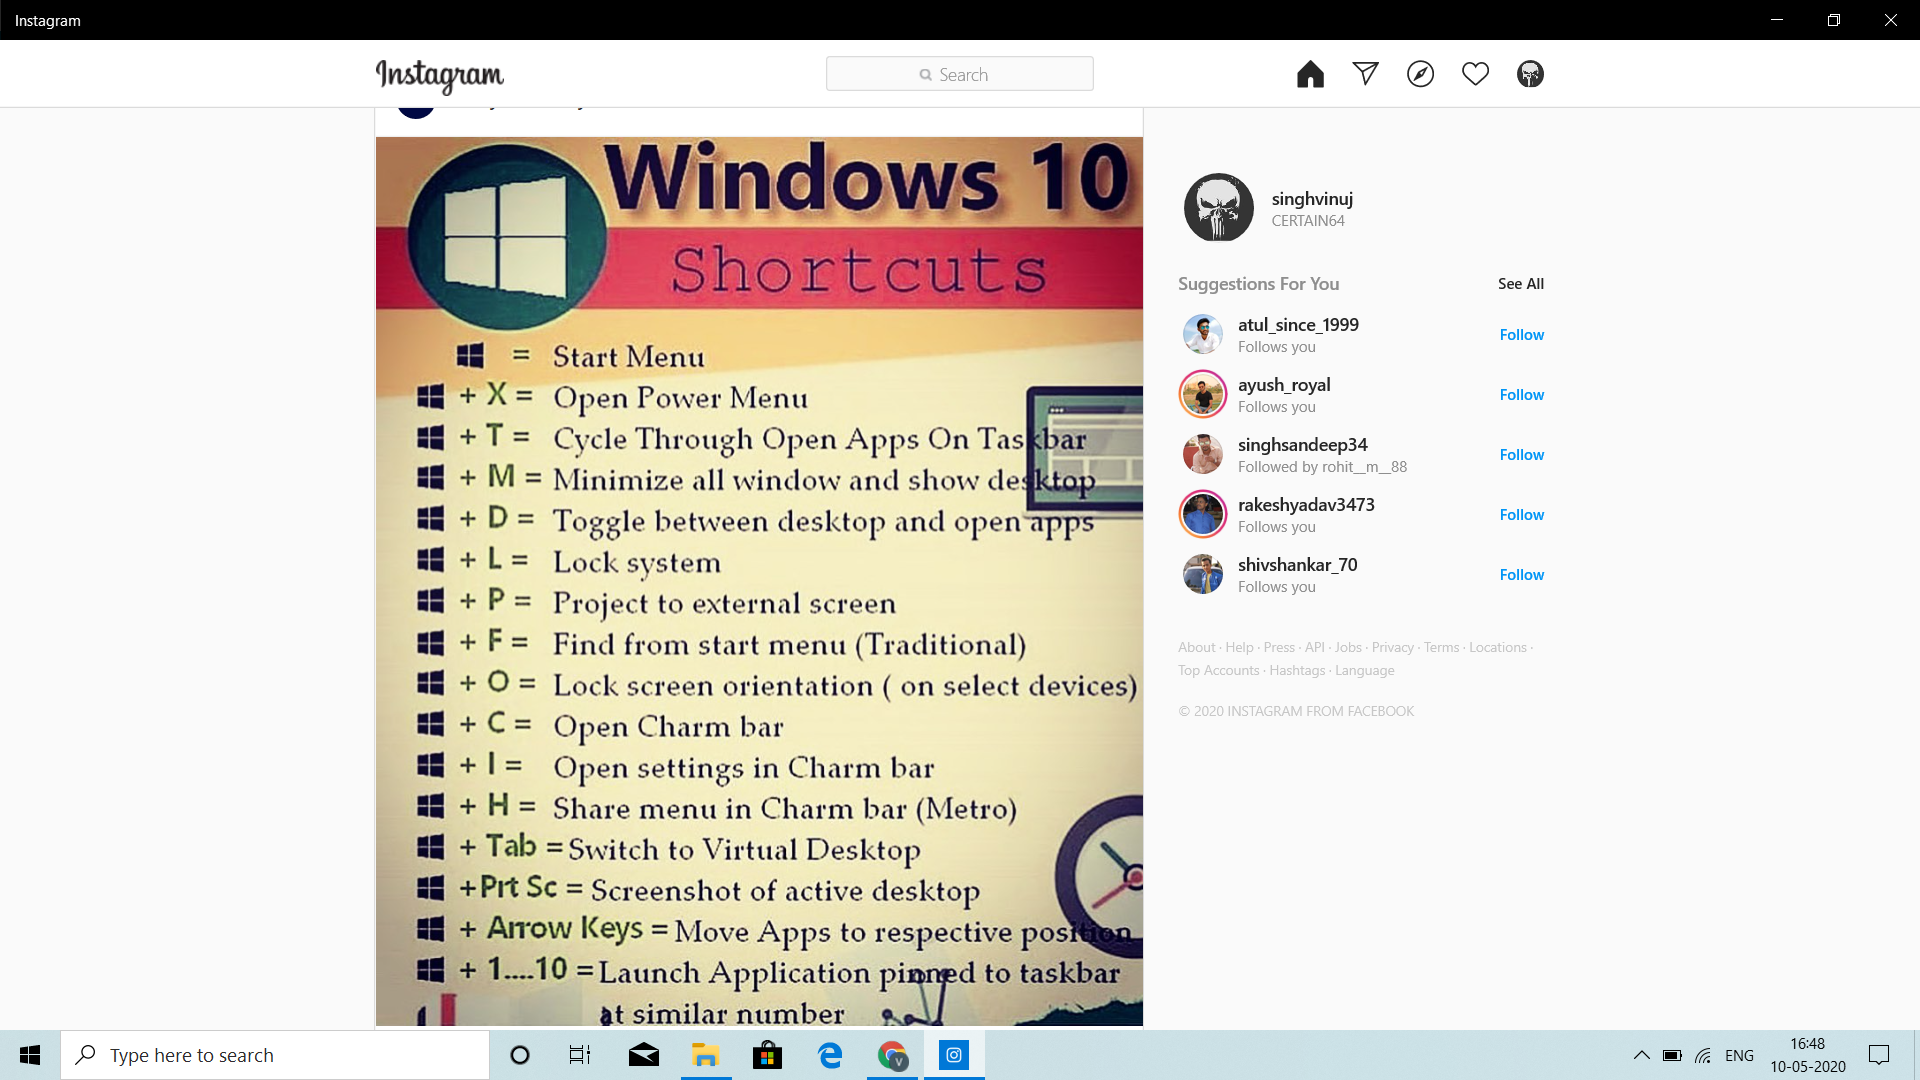 Instagram
Instagram
Search
Windows 10
Shortcuts
= Start Menu
+ X = Open Power Menu
+ T = Cycle Through Open Apps On Taskbar
+ M = Minimize all window and show desktop
+ D = Toggle between desktop and open apps
+ L = Lock system
+ P = Project to external screen
+ F = Find from start menu (Traditional)
+ O = Lock screen orientation ( on select devices)
+ C = Open Charm bar
+ I = Open settings in Charm bar
+ H = Share menu in Charm bar (Metro)
+ Tab = Switch to Virtual Desktop
+Prt Sc = Screenshot of active desktop
+ Arrow Keys = Move Apps to respective position
+ 1....10 = Launch Application pinned to taskbar
at similar number
singhvinuj
CERTAIN64
Suggestions For You See All
atul_since_1999
Follows you
Follow
ayush_royal
Follows you
Follow
singhsandeep34
Followed by rohit__m__88
Follow
rakeshyadav3473
Follows you
Follow
shivshankar_70
Follows you
Follow
About · Help · Press · API · Jobs · Privacy · Terms · Locations ·
Top Accounts · Hashtags · Language
© 2020 INSTAGRAM FROM FACEBOOK
Type here to search
V
ENG
16:48
10-05-2020